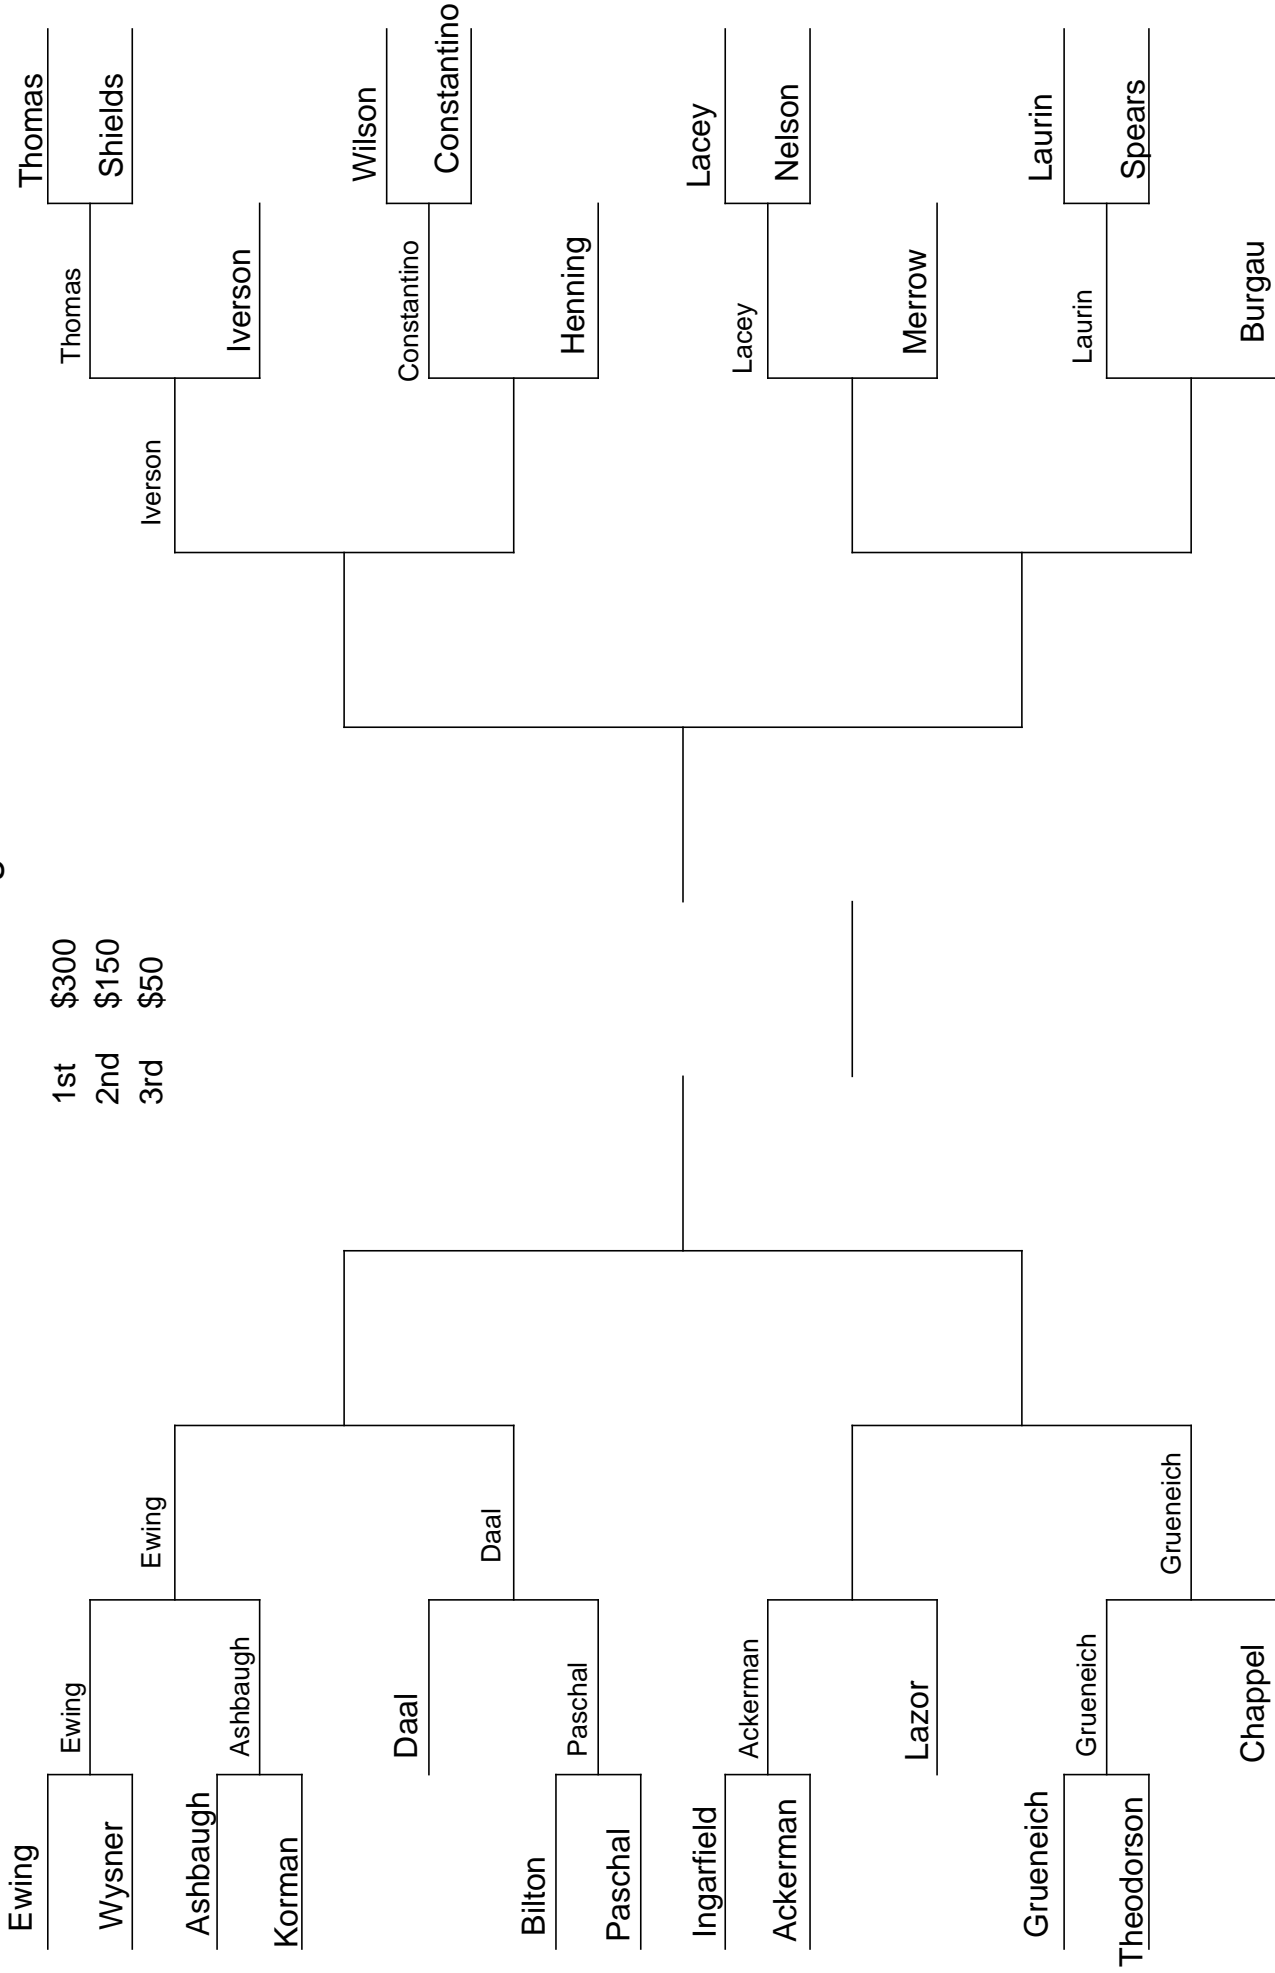 Ewing
Wysner
Ashbaugh
Korman
Bilton
Paschal
Ingarfield
Ackerman
Grueneich
Theodorson
Ewing
Ashbaugh
Daal
Paschal
Ackerman
Lazor
Grueneich
Chappel
Ewing
Daal
Grueneich
1st $300
2nd $150
3rd $50
Iverson
Thomas
Iverson
Constantino
Henning
Lacey
Merrow
Laurin
Burgau
Thomas
Shields
Wilson
Constantino
Lacey
Nelson
Laurin
Spears